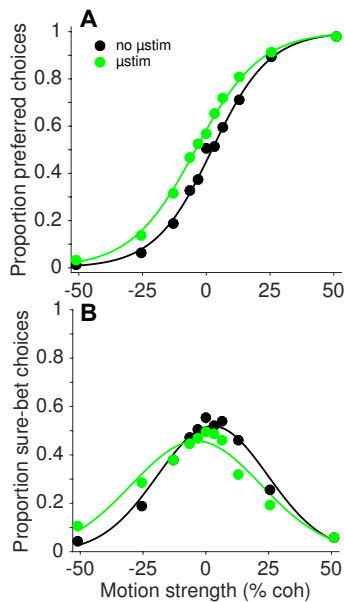 A
no µstim
µstim
Proportion preferred choices
1
0.8
0.6
0.4
0.2
0
-50 -25 0 25 50
B
Proportion sure-bet choices
1
0.8
0.6
0.4
0.2
0
-50 -25 0 25 50
Motion strength (% coh)